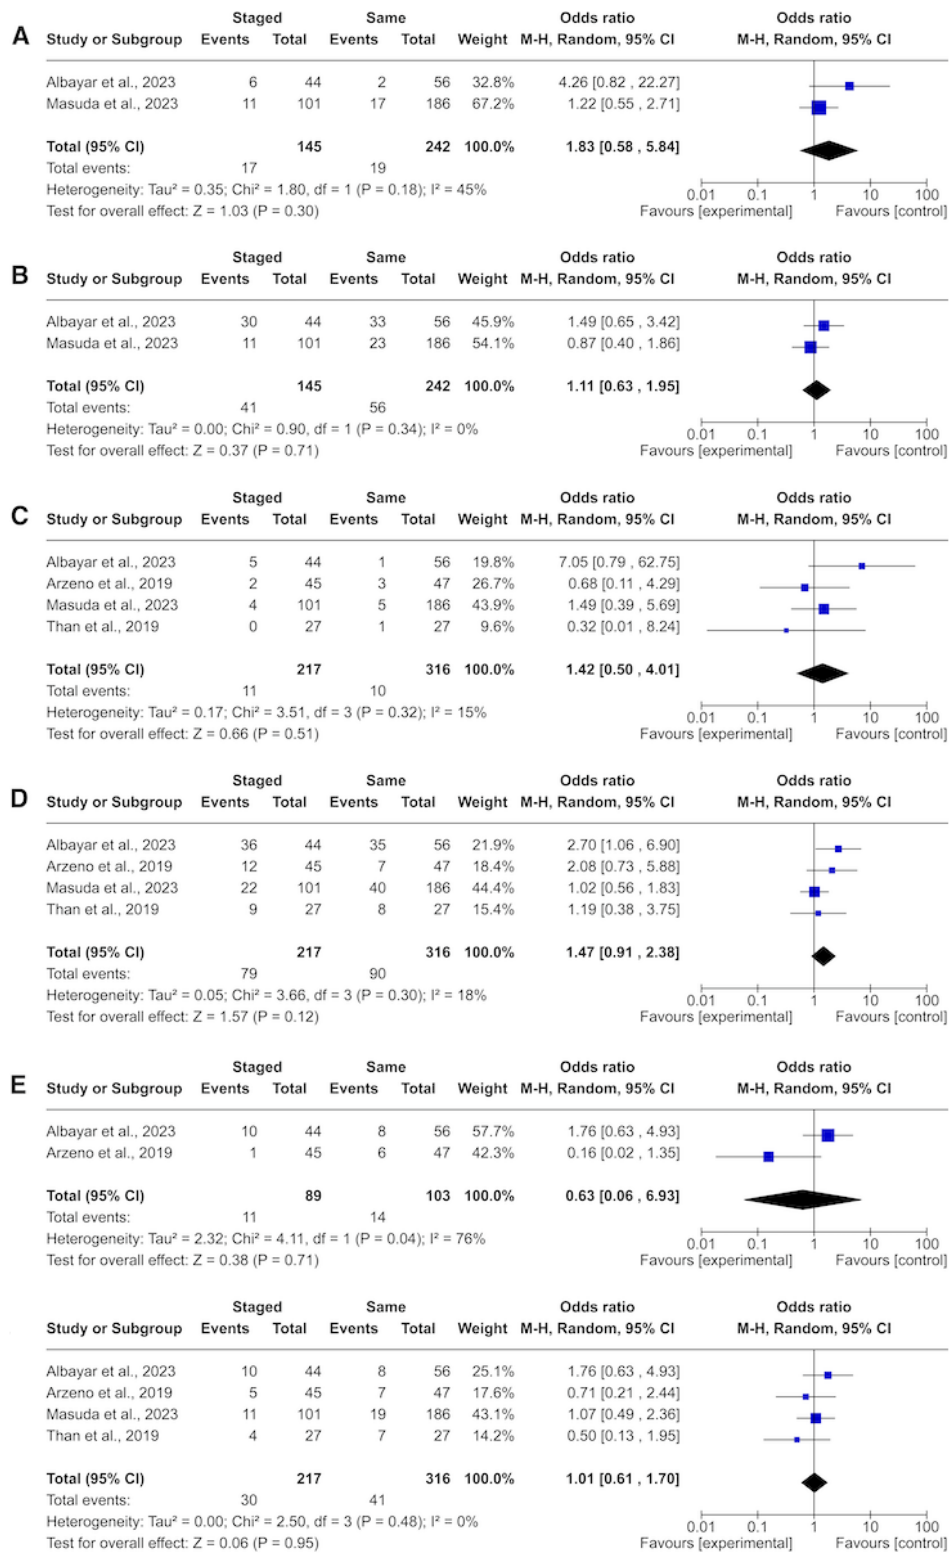 A
Staged Same Odds ratio Odds ratio
Study or Subgroup Events Total Events Total Weight M-H, Random, 95% CI M-H, Random, 95% CI
Albayar et al., 2023 6 44 2 56 32.8% 4.26 [0.82 , 22.27]
Masuda et al., 2023 11 101 17 186 67.2% 1.22 [0.55 , 2.71]
Total (95% CI) 145 242 100.0% 1.83 [0.58 , 5.84]
Total events: 17 19
Heterogeneity: Tau² = 0.35; Chi² = 1.80, df = 1 (P = 0.18); I² = 45%
0.01 0.1 1 10 100
Test for overall effect: Z = 1.03 (P = 0.30)
Favours [experimental] Favours [control]
B
Staged Same Odds ratio Odds ratio
Study or Subgroup Events Total Events Total Weight M-H, Random, 95% CI M-H, Random, 95% CI
Albayar et al., 2023 30 44 33 56 45.9% 1.49 [0.65 , 3.42]
Masuda et al., 2023 11 101 23 186 54.1% 0.87 [0.40 , 1.86]
Total (95% CI) 145 242 100.0% 1.11 [0.63 , 1.95]
Total events: 41 56
Heterogeneity: Tau² = 0.00; Chi² = 0.90, df = 1 (P = 0.34); I² = 0%
0.01 0.1 1 10 100
Test for overall effect: Z = 0.37 (P = 0.71)
Favours [experimental] Favours [control]
C
Staged Same Odds ratio Odds ratio
Study or Subgroup Events Total Events Total Weight M-H, Random, 95% CI M-H, Random, 95% CI
Albayar et al., 2023 5 44 1 56 19.8% 7.05 [0.79 , 62.75]
Arzeno et al., 2019 2 45 3 47 26.7% 0.68 [0.11 , 4.29]
Masuda et al., 2023 4 101 5 186 43.9% 1.49 [0.39 , 5.69]
Than et al., 2019 0 27 1 27 9.6% 0.32 [0.01 , 8.24]
Total (95% CI) 217 316 100.0% 1.42 [0.50 , 4.01]
Total events: 11 10
Heterogeneity: Tau² = 0.17; Chi² = 3.51, df = 3 (P = 0.32); I² = 15%
0.01 0.1 1 10 100
Test for overall effect: Z = 0.66 (P = 0.51)
Favours [experimental] Favours [control]
D
Staged Same Odds ratio Odds ratio
Study or Subgroup Events Total Events Total Weight M-H, Random, 95% CI M-H, Random, 95% CI
Albayar et al., 2023 36 44 35 56 21.9% 2.70 [1.06 , 6.90]
Arzeno et al., 2019 12 45 7 47 18.4% 2.08 [0.73 , 5.88]
Masuda et al., 2023 22 101 40 186 44.4% 1.02 [0.56 , 1.83]
Than et al., 2019 9 27 8 27 15.4% 1.19 [0.38 , 3.75]
Total (95% CI) 217 316 100.0% 1.47 [0.91 , 2.38]
Total events: 79 90
Heterogeneity: Tau² = 0.05; Chi² = 3.66, df = 3 (P = 0.30); I² = 18%
0.01 0.1 1 10 100
Test for overall effect: Z = 1.57 (P = 0.12)
Favours [experimental] Favours [control]
E
Staged Same Odds ratio Odds ratio
Study or Subgroup Events Total Events Total Weight M-H, Random, 95% CI M-H, Random, 95% CI
Albayar et al., 2023 10 44 8 56 57.7% 1.76 [0.63 , 4.93]
Arzeno et al., 2019 1 45 6 47 42.3% 0.16 [0.02 , 1.35]
Total (95% CI) 89 103 100.0% 0.63 [0.06 , 6.93]
Total events: 11 14
Heterogeneity: Tau² = 2.32; Chi² = 4.11, df = 1 (P = 0.04); I² = 76%
0.01 0.1 1 10 100
Test for overall effect: Z = 0.38 (P = 0.71)
Favours [experimental] Favours [control]
Staged Same Odds ratio Odds ratio
Study or Subgroup Events Total Events Total Weight M-H, Random, 95% CI M-H, Random, 95% CI
Albayar et al., 2023 10 44 8 56 25.1% 1.76 [0.63 , 4.93]
Arzeno et al., 2019 5 45 7 47 17.6% 0.71 [0.21 , 2.44]
Masuda et al., 2023 11 101 19 186 43.1% 1.07 [0.49 , 2.36]
Than et al., 2019 4 27 7 27 14.2% 0.50 [0.13 , 1.95]
Total (95% CI) 217 316 100.0% 1.01 [0.61 , 1.70]
Total events: 30 41
Heterogeneity: Tau² = 0.00; Chi² = 2.50, df = 3 (P = 0.48); I² = 0%
0.01 0.1 1 10 100
Test for overall effect: Z = 0.06 (P = 0.95)
Favours [experimental] Favours [control]